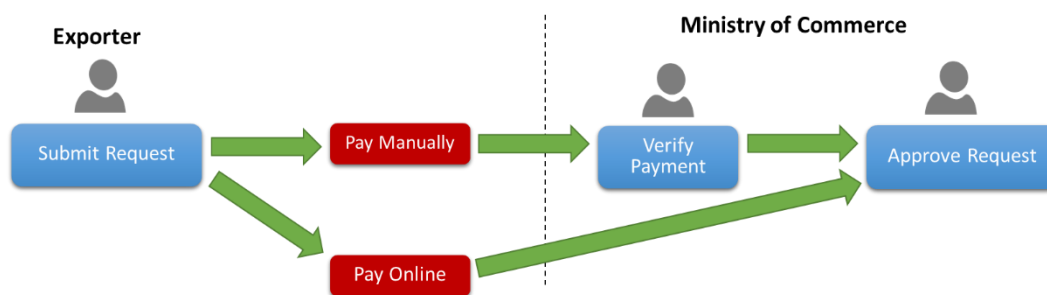 Exporter
Ministry of Commerce
Submit Request
Pay Manually
Verify
Payment
Approve Request
Pay Online